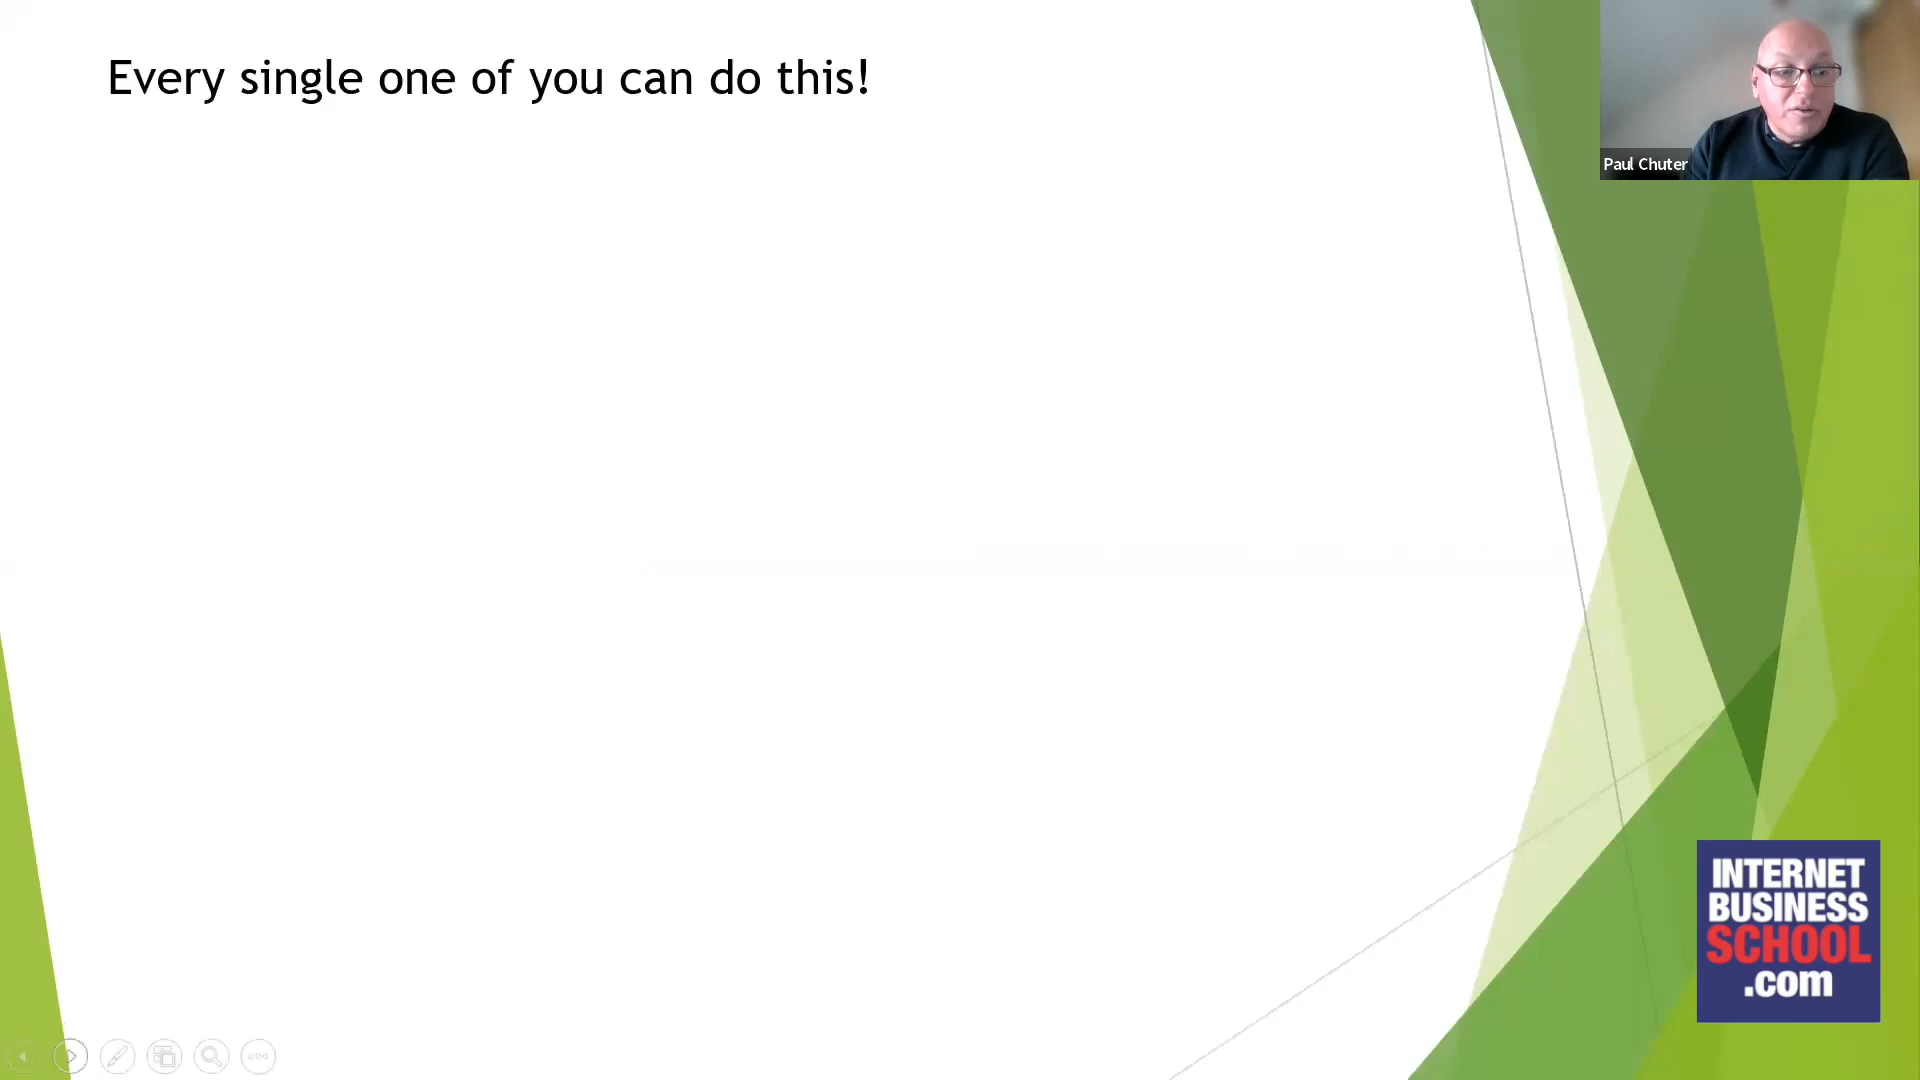 Every single one of you can do this!
Paul Chuter
INTERNET
BUSINESS
SCHOOL
.com